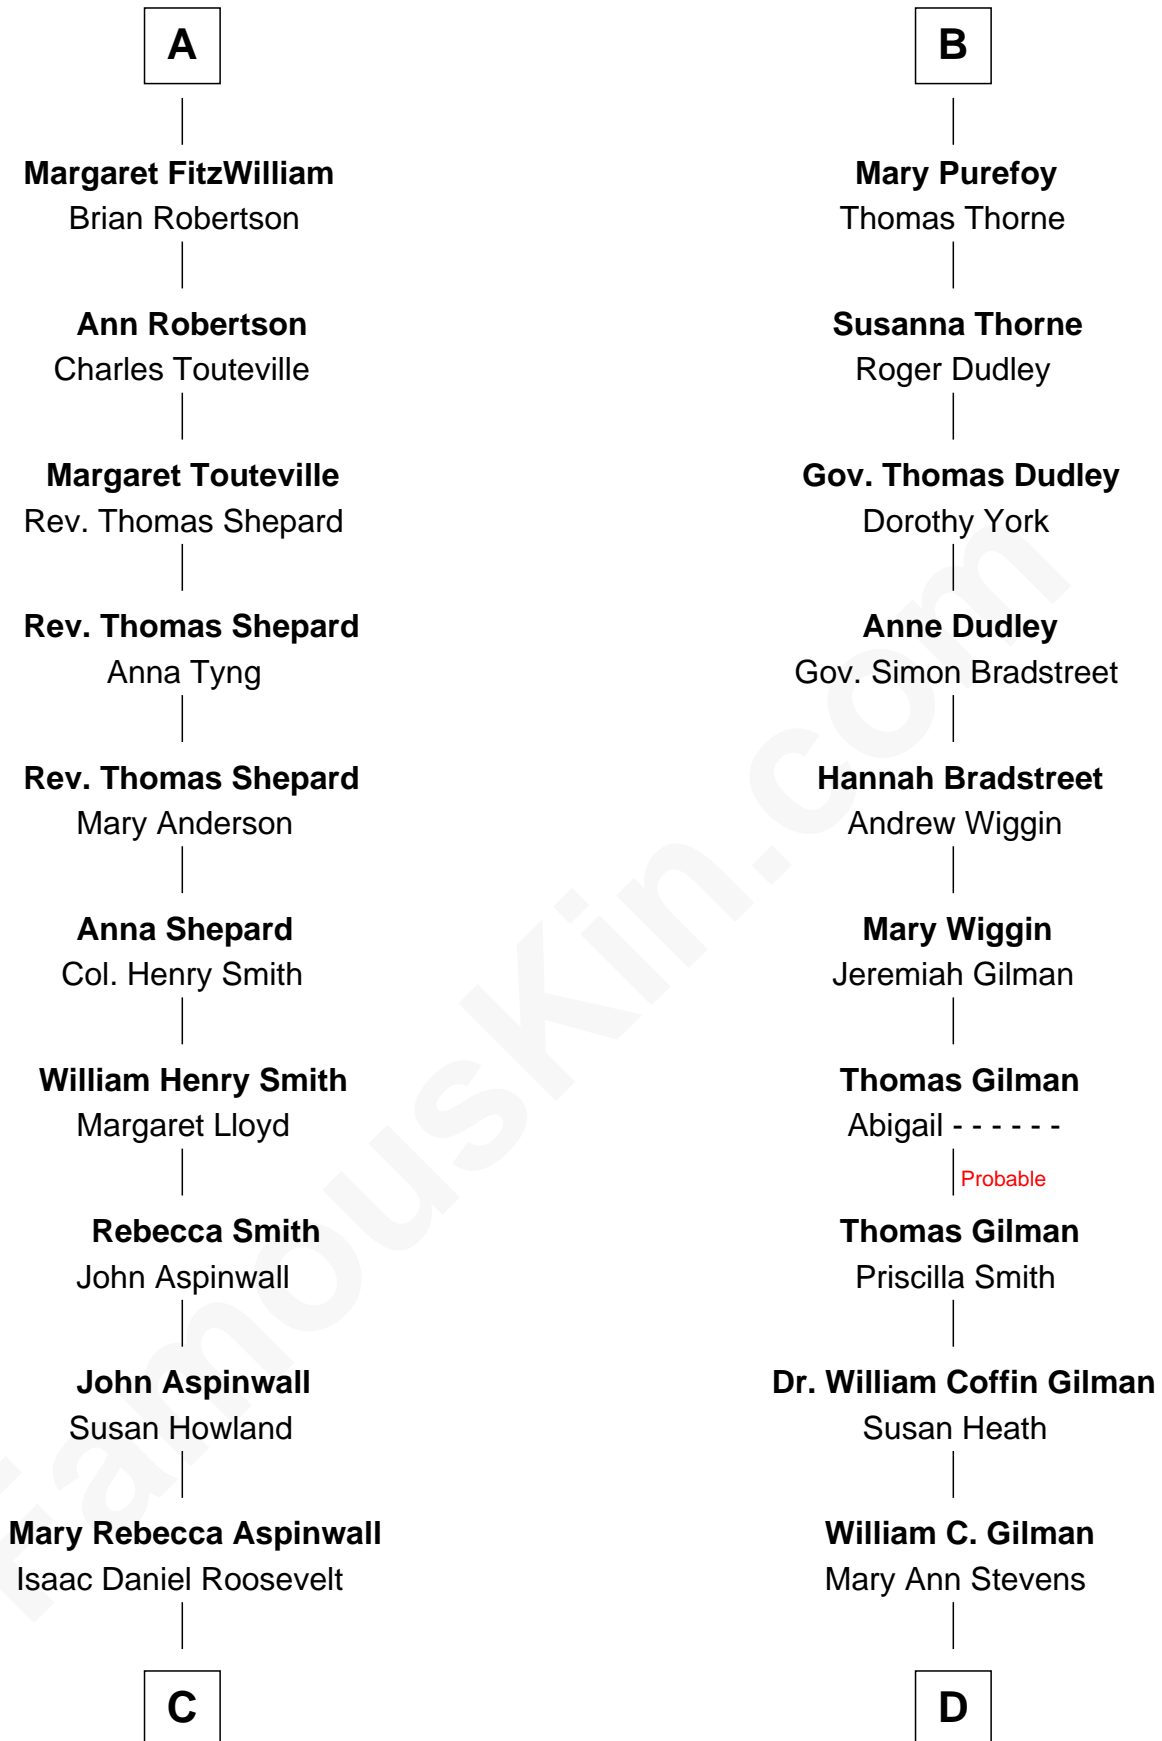 A
Margaret FitzWilliam
Brian Robertson
Ann Robertson
Charles Touteville
Margaret Touteville
Rev. Thomas Shepard
Rev. Thomas Shepard
Anna Tyng
Rev. Thomas Shepard
Mary Anderson
Anna Shepard
Col. Henry Smith
William Henry Smith
Margaret Lloyd
Rebecca Smith
John Aspinwall
John Aspinwall
Susan Howland
Mary Rebecca Aspinwall
Isaac Daniel Roosevelt
C
B
Mary Purefoy
Thomas Thorne
Susanna Thorne
Roger Dudley
Gov. Thomas Dudley
Dorothy York
Anne Dudley
Gov. Simon Bradstreet
Hannah Bradstreet
Andrew Wiggin
Mary Wiggin
Jeremiah Gilman
Thomas Gilman
Abigail - - - - - -
Probable
Thomas Gilman
Priscilla Smith
Dr. William Coffin Gilman
Susan Heath
William C. Gilman
Mary Ann Stevens
D
FamousKin.com